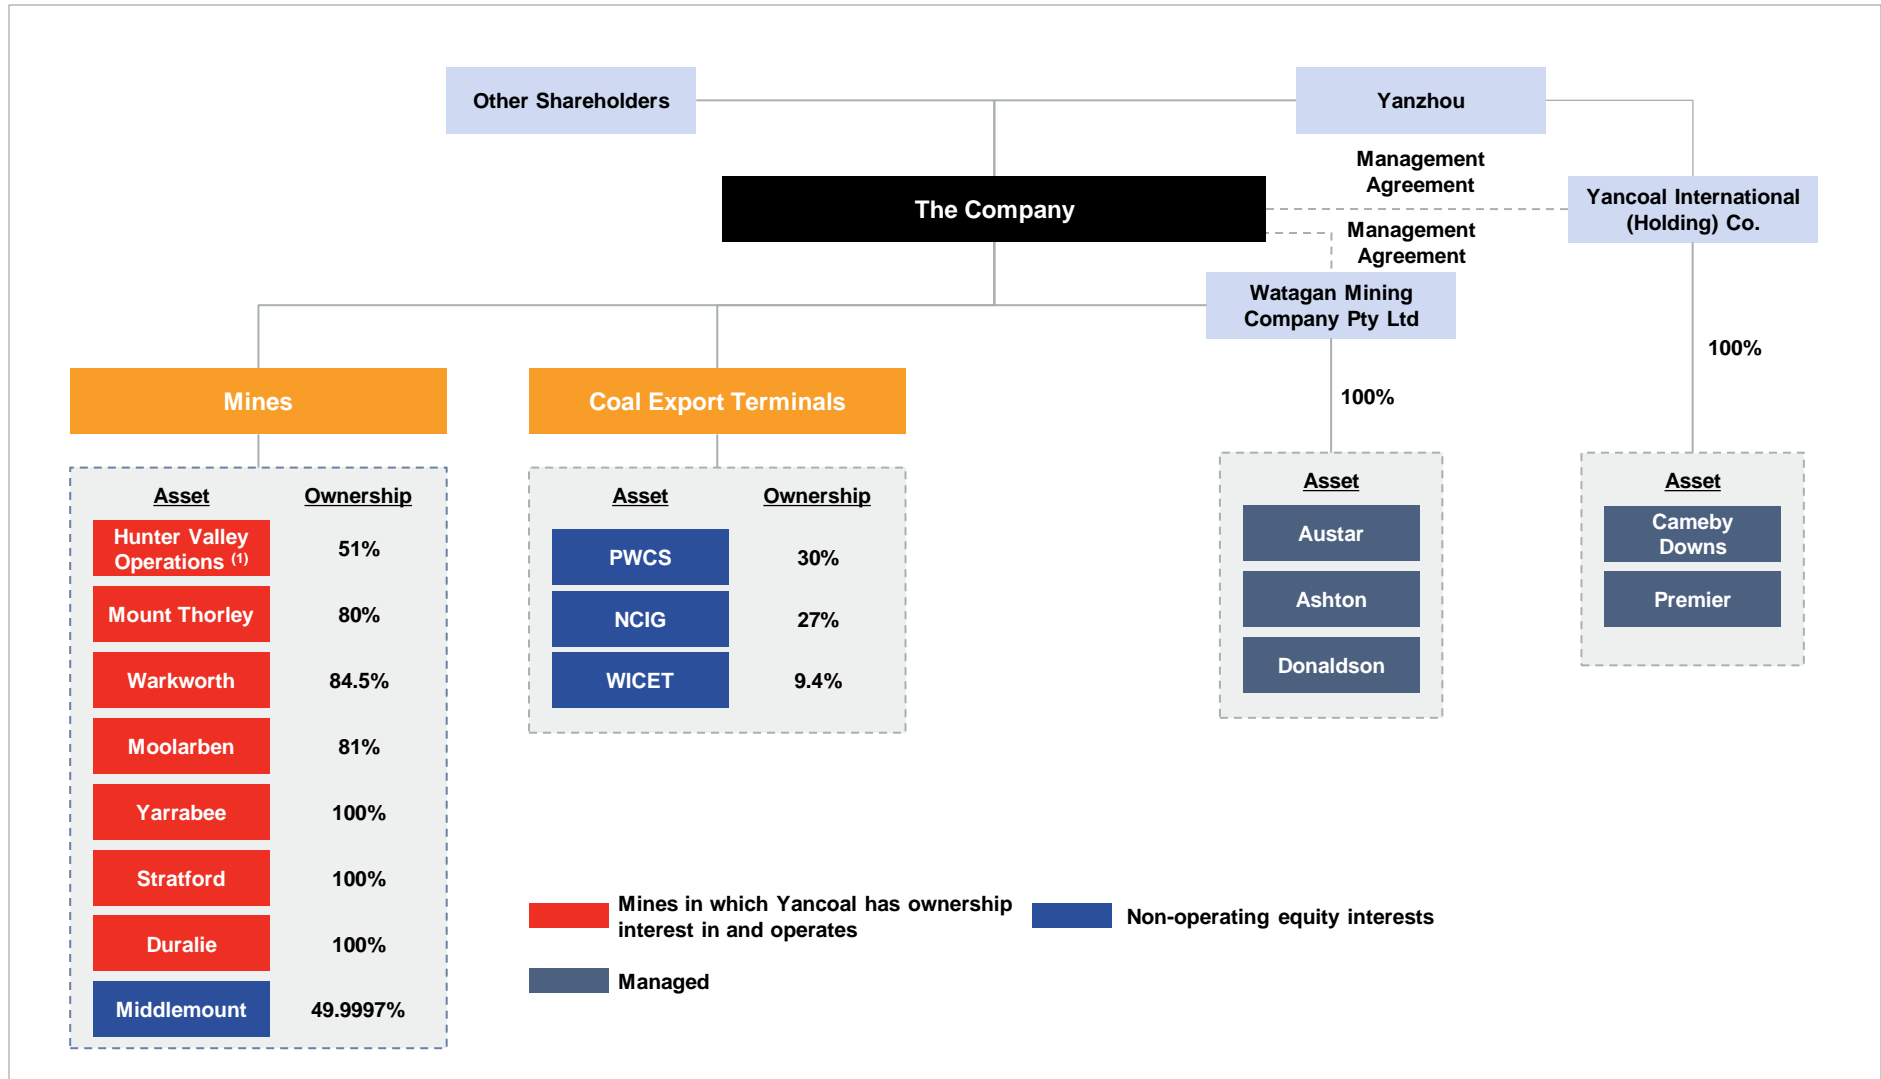 Other Shareholders
Yanzhou
Management
Agreement
The Company
Yancoal International
(Holding) Co.
Management
Agreement
Watagan Mining
Company Pty Ltd
100%
100%
Mines
Coal Export Terminals
Asset Ownership
Hunter Valley
Operations (1)
51%
Mount Thorley 80%
Warkworth 84.5%
Moolarben 81%
Yarrabee 100%
Stratford 100%
Duralie 100%
Middlemount 49.9997%
Asset Ownership
PWCS 30%
NCIG 27%
WICET 9.4%
Asset
Austar
Ashton
Donaldson
Asset
Cameby
Downs
Premier
Mines in which Yancoal has ownership
interest in and operates
Non-operating equity interests
Managed